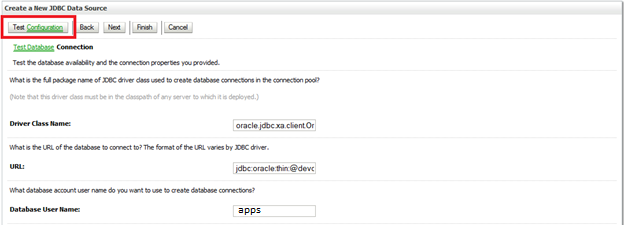 Create a New JDBC Data Source
Test Configuration Back Next Finish Cancel
Test Database Connection
Test the database availability and the connection properties you provided.
What is the full package name of JDBC driver class used to create database connections in the connection pool?
(Note that this driver class must be in the classpath of any server to which it is deployed.)
Driver Class Name: oracle.jdbc.xa.client.Or
What is the URL of the database to connect to? The format of the URL varies by JDBC driver.
URL: jdbc:oracle:thin:@devc
What database account user name do you want to use to create database connections?
Database User Name: apps